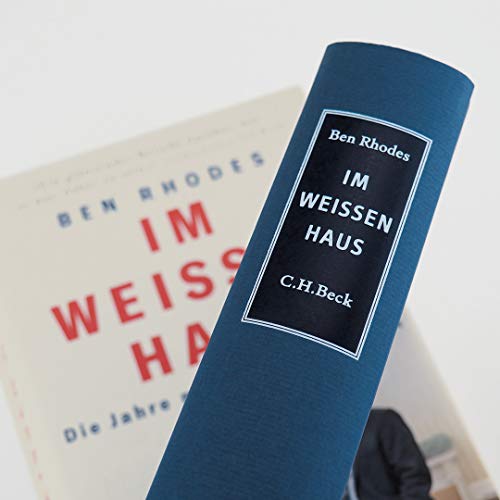 Ben Rhodes
IM
WEISSEN
HAUS
C.H.Beck
BEN RHODES
IM
WEISS
HA
Die Jahre